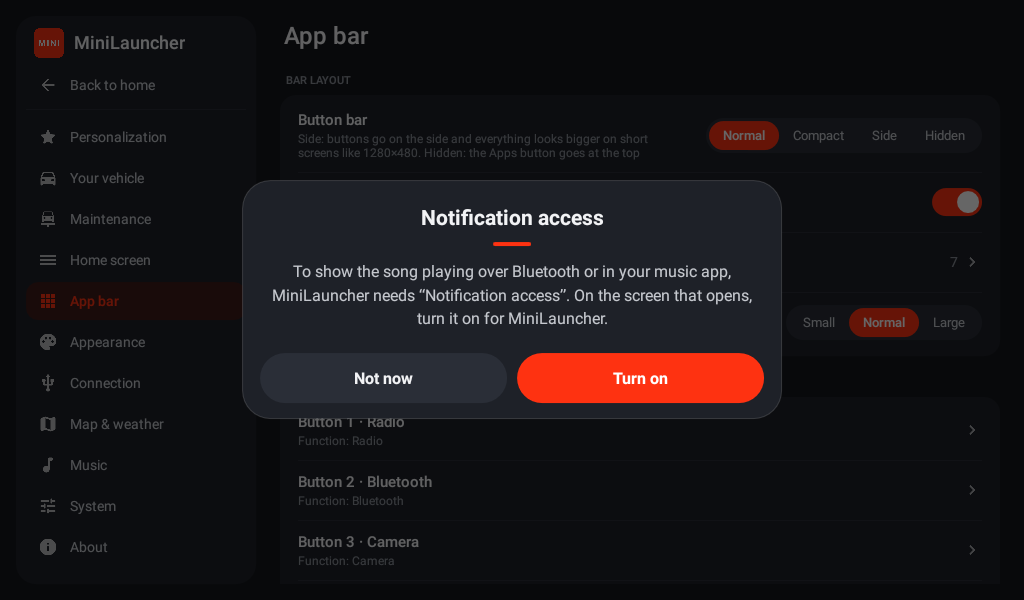 MINI
MiniLauncher
Back to home
Personalization
Your vehicle
Maintenance
Home screen
App bar
Appearance
Connection
Map & weather
Music
System
About
App bar
BAR LAYOUT
Button bar
Side: buttons go on the side and everything looks bigger on short
screens like 1280×480. Hidden: the Apps button goes at the top
Normal Compact Side Hidden
7
Small Normal Large
Notification access
To show the song playing over Bluetooth or in your music app,
MiniLauncher needs “Notification access”. On the screen that opens,
turn it on for MiniLauncher.
Not now Turn on
Button 1 · Radio
Function: Radio
Button 2 · Bluetooth
Function: Bluetooth
Button 3 · Camera
Function: Camera